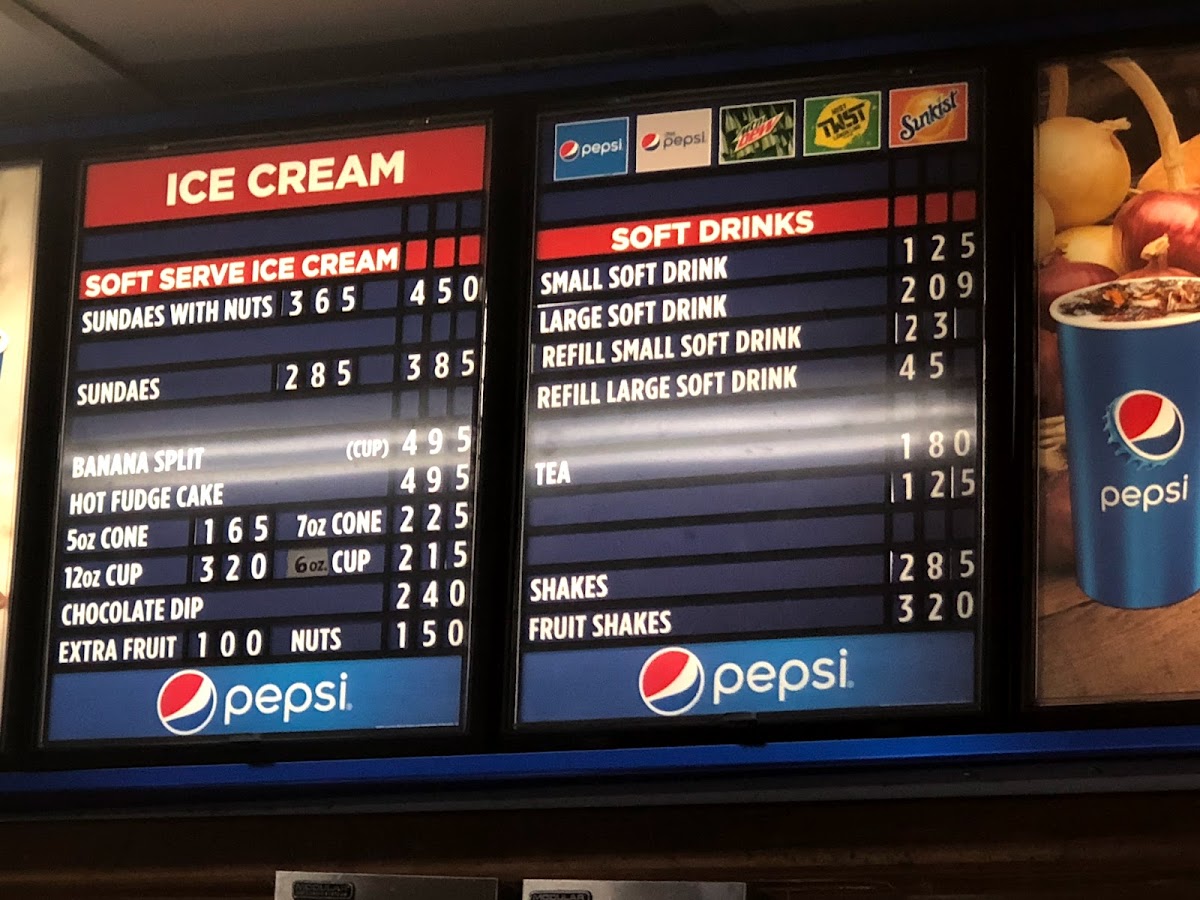 ICE CREAM
SOFT SERVE ICE CREAM
SUNDAES WITH NUTS 365 450
SUNDAES 285 385
BANANA SPLIT (CUP) 495
HOT FUDGE CAKE 495
5oz CONE 165 7oz CONE 225
12oz CUP 320 6oz. CUP 215
CHOCOLATE DIP 240
EXTRA FRUIT 100 NUTS 150
pepsi
pepsi pepsi DEW TWST Sunkist
SOFT DRINKS
SMALL SOFT DRINK 125
LARGE SOFT DRINK 209
REFILL SMALL SOFT DRINK 23
REFILL LARGE SOFT DRINK 45
TEA 180
125
SHAKES 285
FRUIT SHAKES 320
pepsi
pepsi
MODULAR
MODULAR